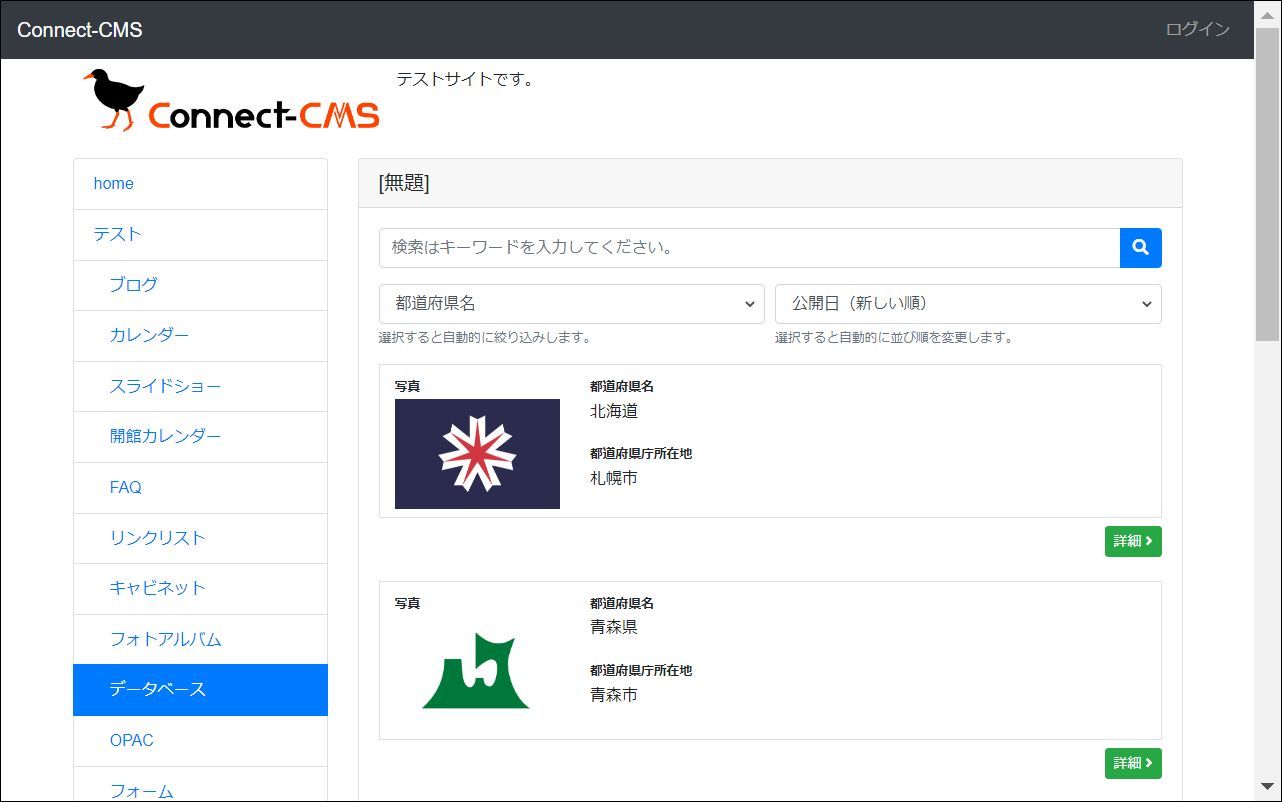 Connect-CMS
ログイン
Connect-CMS
テストサイトです。
home
テスト
ブログ
カレンダー
スライドショー
開館カレンダー
FAQ
リンクリスト
キャビネット
フォトアルバム
データベース
OPAC
フォーム
[無題]
検索はキーワードを入力してください。
都道府県名
公開日（新しい順）
選択すると自動的に絞り込みします。
選択すると自動的に並び順を変更します。
写真
都道府県名
北海道
都道府県庁所在地
札幌市
詳細
写真
都道府県名
青森県
都道府県庁所在地
青森市
詳細